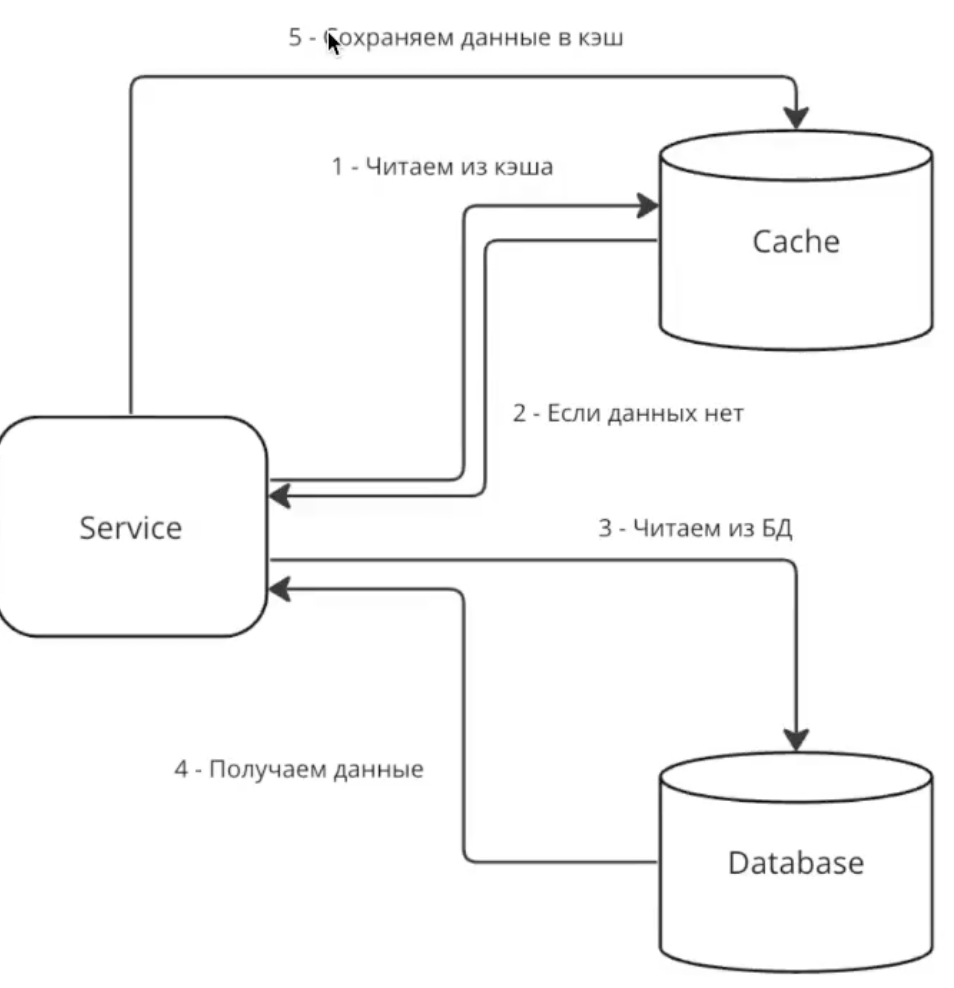 5 - Сохраняем данные в кэш
1 - Читаем из кэша
Cache
2 - Если данных нет
Service
3 - Читаем из БД
4 - Получаем данные
Database